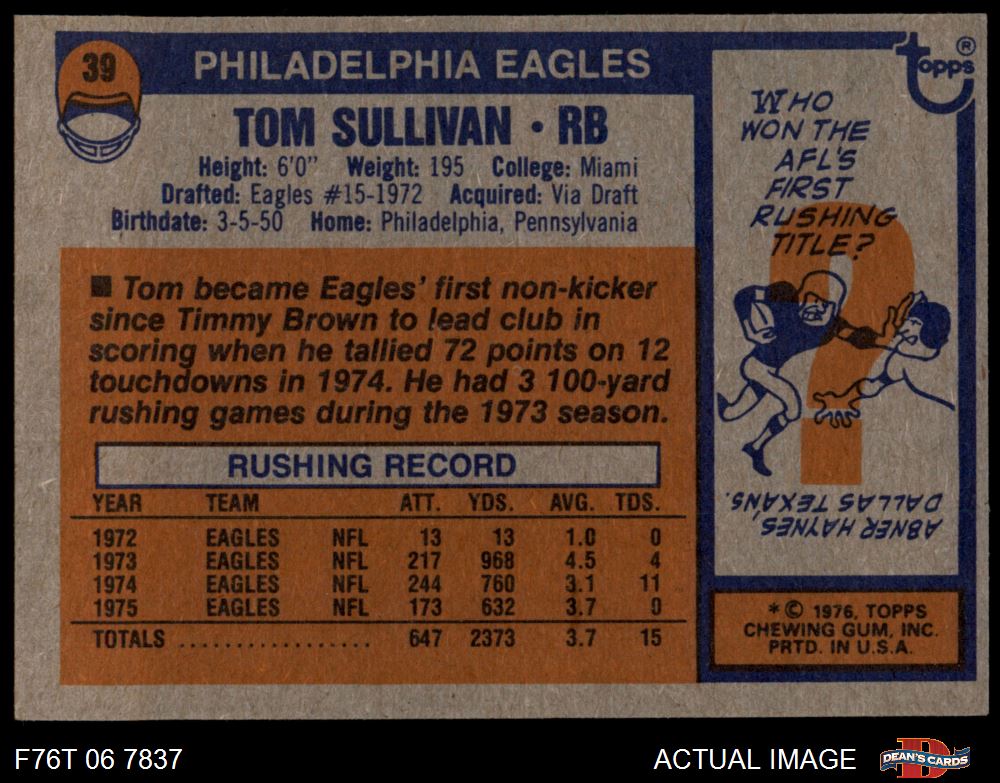 39
PHILADELPHIA EAGLES
TOM SULLIVAN • RB
Height: 6'0" Weight: 195 College: Miami
Drafted: Eagles #15-1972 Acquired: Via Draft
Birthdate: 3-5-50 Home: Philadelphia, Pennsylvania
■ Tom became Eagles' first non-kicker
since Timmy Brown to lead club in
scoring when he tallied 72 points on 12
touchdowns in 1974. He had 3 100-yard
rushing games during the 1973 season.
RUSHING RECORD
YEAR TEAM ATT. YDS. AVG. TDS.
1972 EAGLES NFL 13 13 1.0 0
1973 EAGLES NFL 217 968 4.5 4
1974 EAGLES NFL 244 760 3.1 11
1975 EAGLES NFL 173 632 3.7 0
TOTALS .................. 647 2373 3.7 15
topps ®
WHO
WON THE
AFL'S
FIRST
RUSHING
TITLE?
ABNER HAYNES,
DALLAS TEXANS.
* © 1976, TOPPS
CHEWING GUM, INC.
PRTD. IN U.S.A.
F76T 06 7837
ACTUAL IMAGE
D
DEAN'S CARDS